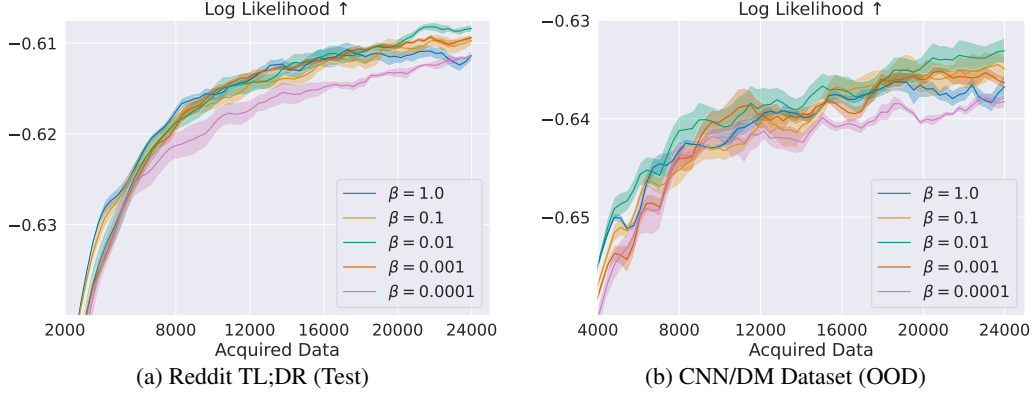 Log Likelihood ↑
−0.61
−0.62
−0.63
β = 1.0
β = 0.1
β = 0.01
β = 0.001
β = 0.0001
2000 8000 12000 16000 20000 24000
Acquired Data
(a) Reddit TL;DR (Test)
Log Likelihood ↑
−0.63
−0.64
−0.65
β = 1.0
β = 0.1
β = 0.01
β = 0.001
β = 0.0001
4000 8000 12000 16000 20000 24000
Acquired Data
(b) CNN/DM Dataset (OOD)